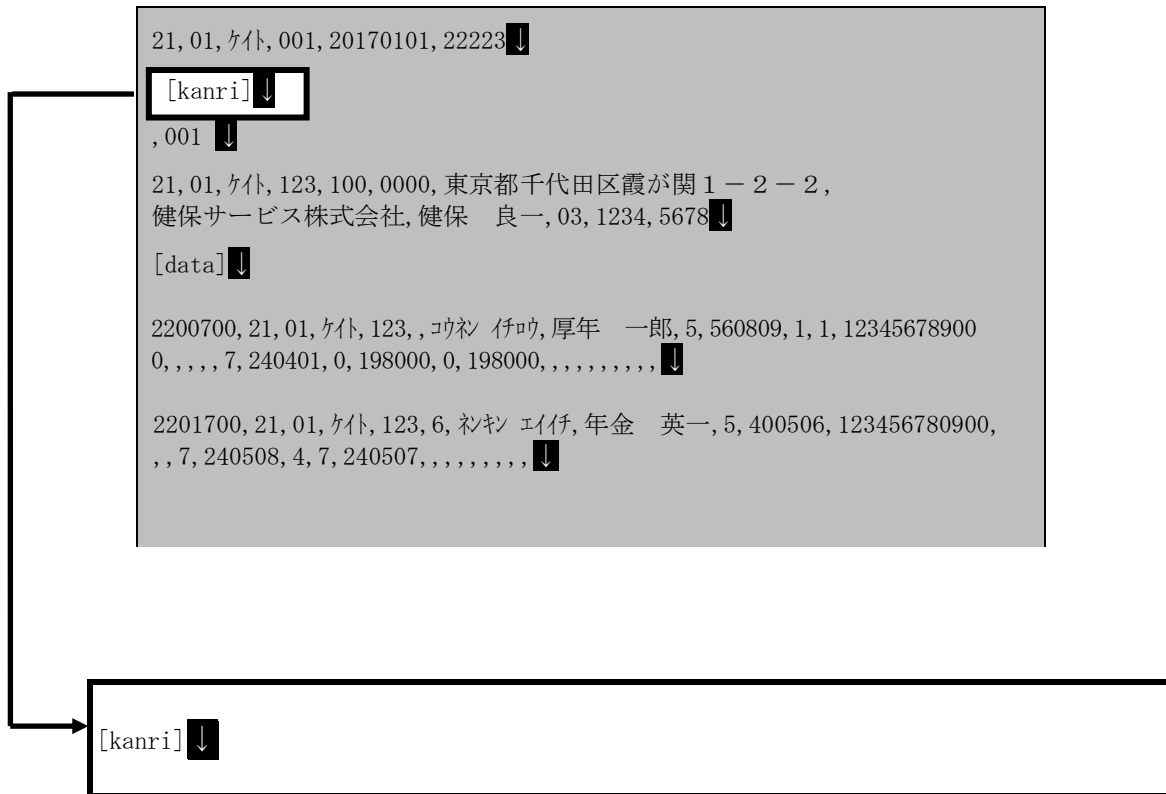 21,01,ｹｲﾄ,001,20170101,22223↓
[kanri]↓
,001 ↓
21,01,ｹｲﾄ,123,100,0000,東京都千代田区霞が関１－２－２,
健保サービス株式会社,健保　良一,03,1234,5678↓
[data]↓
2200700,21,01,ｹｲﾄ,123,,ｺｳﾈﾝ ｲﾁﾛｳ,厚年　一郎,5,560809,1,1,12345678900
0,,,,,7,240401,0,198000,0,198000,,,,,,,,,,↓
2201700,21,01,ｹｲﾄ,123,6,ﾈﾝｷﾝ ｴｲｲﾁ,年金　英一,5,400506,123456780900,
,,7,240508,4,7,240507,,,,,,,,,↓
[kanri]↓